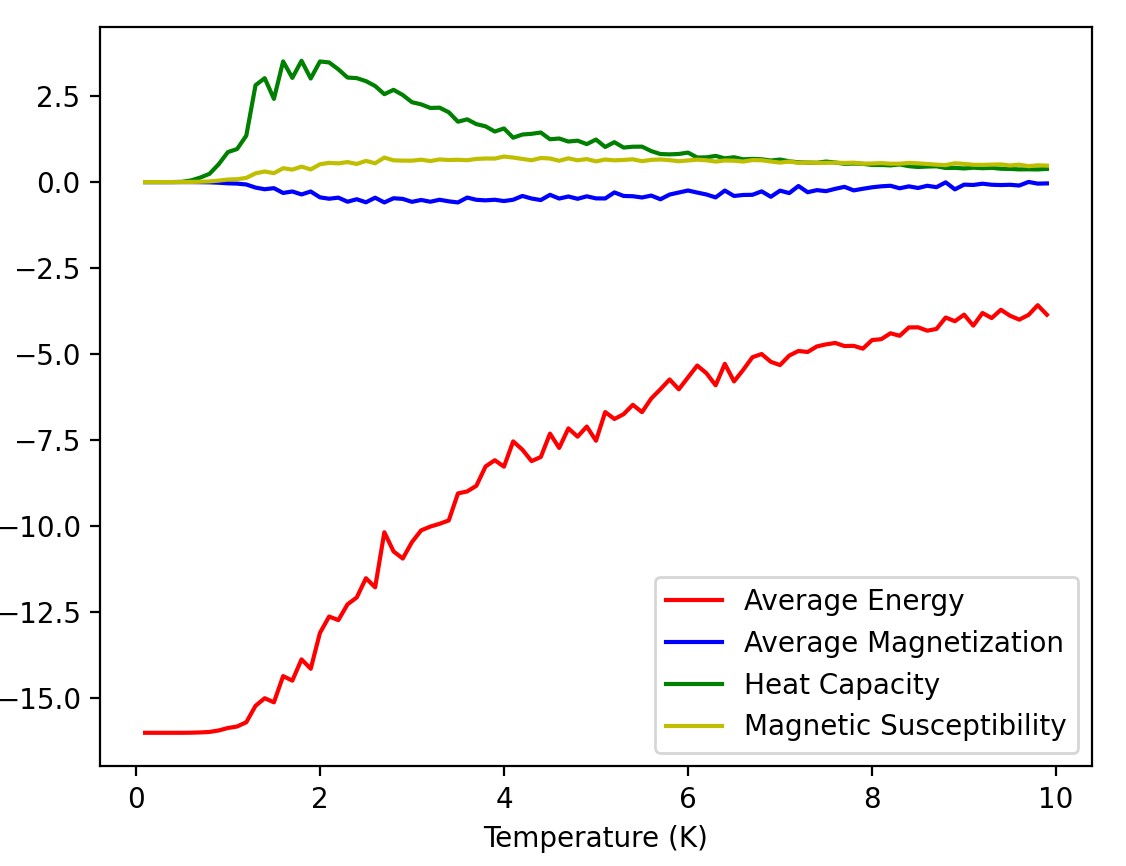 2.5
0.0
−2.5
−5.0
−7.5
−10.0
−12.5
−15.0
0 2 4 6 8 10
Temperature (K)
Average Energy
Average Magnetization
Heat Capacity
Magnetic Susceptibility